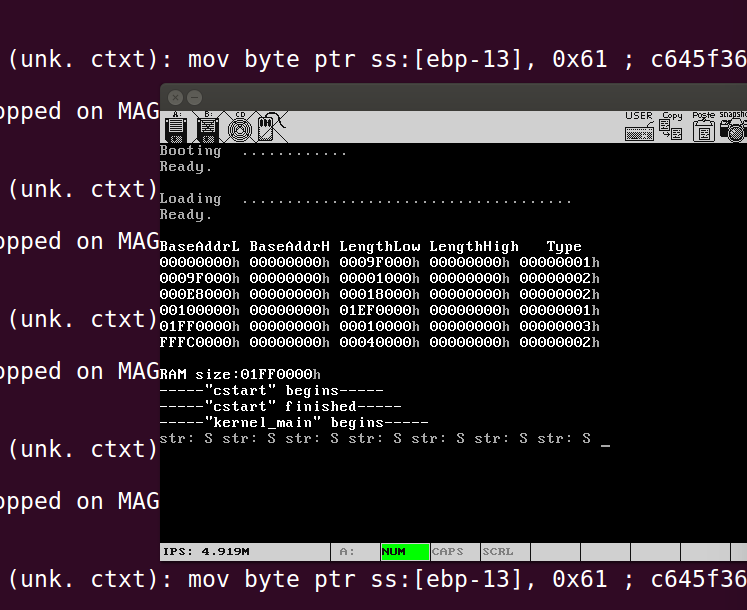 (unk. ctxt): mov byte ptr ss:[ebp-13], 0x61 ; c645f36
opped on MAG
A: B: CD USER Copy Poste snapsho
Booting ............
Ready.
(unk. ctxt)
Loading .....................................
Ready.
opped on MAG
BaseAddrL BaseAddrH LengthLow LengthHigh Type
00000000h 00000000h 0009F000h 00000000h 00000001h
0009F000h 00000000h 00001000h 00000000h 00000002h
000E8000h 00000000h 00018000h 00000000h 00000002h
00100000h 00000000h 01EF0000h 00000000h 00000001h
(unk. ctxt)
01FF0000h 00000000h 00010000h 00000000h 00000003h
FFFC0000h 00000000h 00040000h 00000000h 00000002h
opped on MAG
RAM size:01FF0000h
-----"cstart" begins-----
-----"cstart" finished-----
-----"kernel_main" begins-----
str: S str: S str: S str: S str: S str: S str: S _
(unk. ctxt)
opped on MAG
IPS: 4.919M A: NUM CAPS SCRL
(unk. ctxt): mov byte ptr ss:[ebp-13], 0x61 ; c645f36